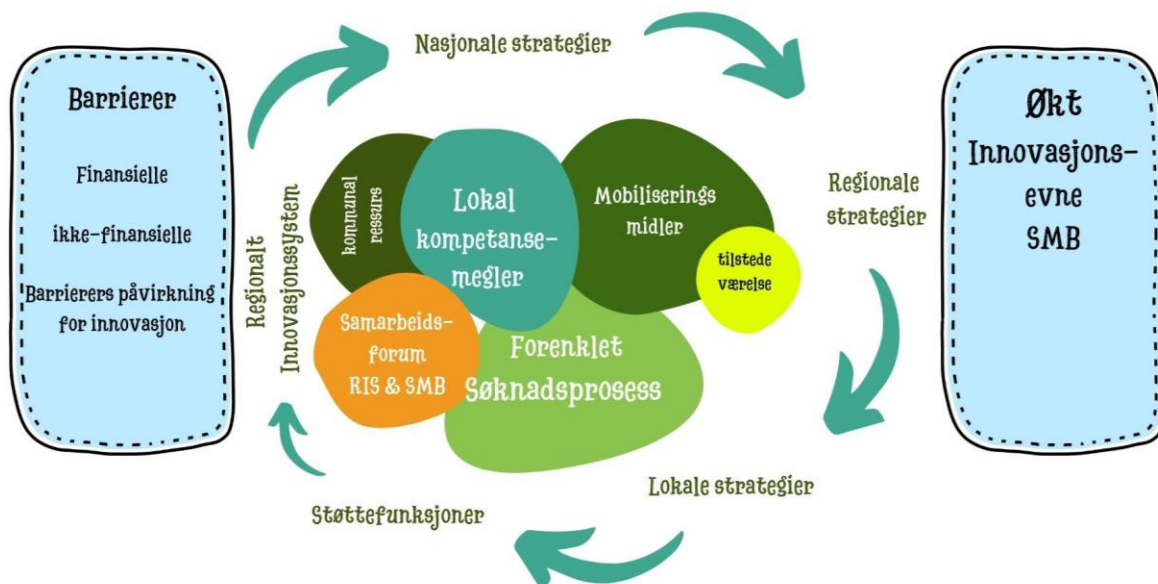 Barrierer
Finansielle
ikke-finansielle
Barrierers påvirkning
for innovasjon
Regionalt
Innovasjonssystem
Nasjonale strategier
kommunal
ressurs
Lokal
kompetanse-
megler
Mobiliserings
midler
tilstede
værelse
Samarbeids-
forum
RIS & SMB
Forenklet
Søknadsprosess
Regionale
strategier
Lokale strategier
Støttefunksjoner
Økt
Innovasjons-
evne
SMB